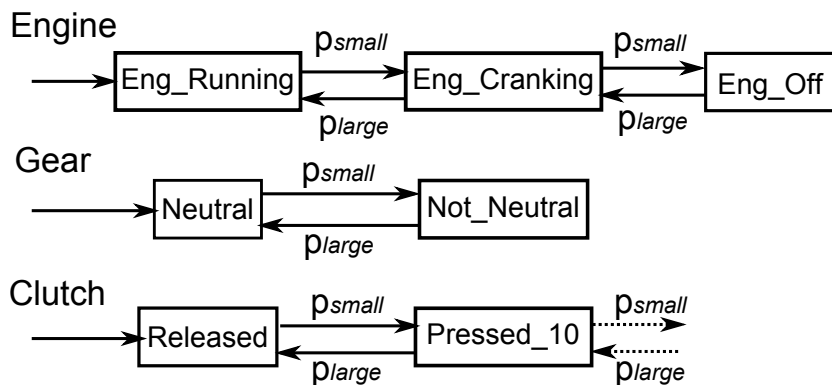 Engine
psmall psmall
Eng_Running Eng_Cranking Eng_Off
plarge plarge
Gear
psmall
Neutral Not_Neutral
plarge
Clutch
psmall psmall
Released Pressed_10
plarge plarge